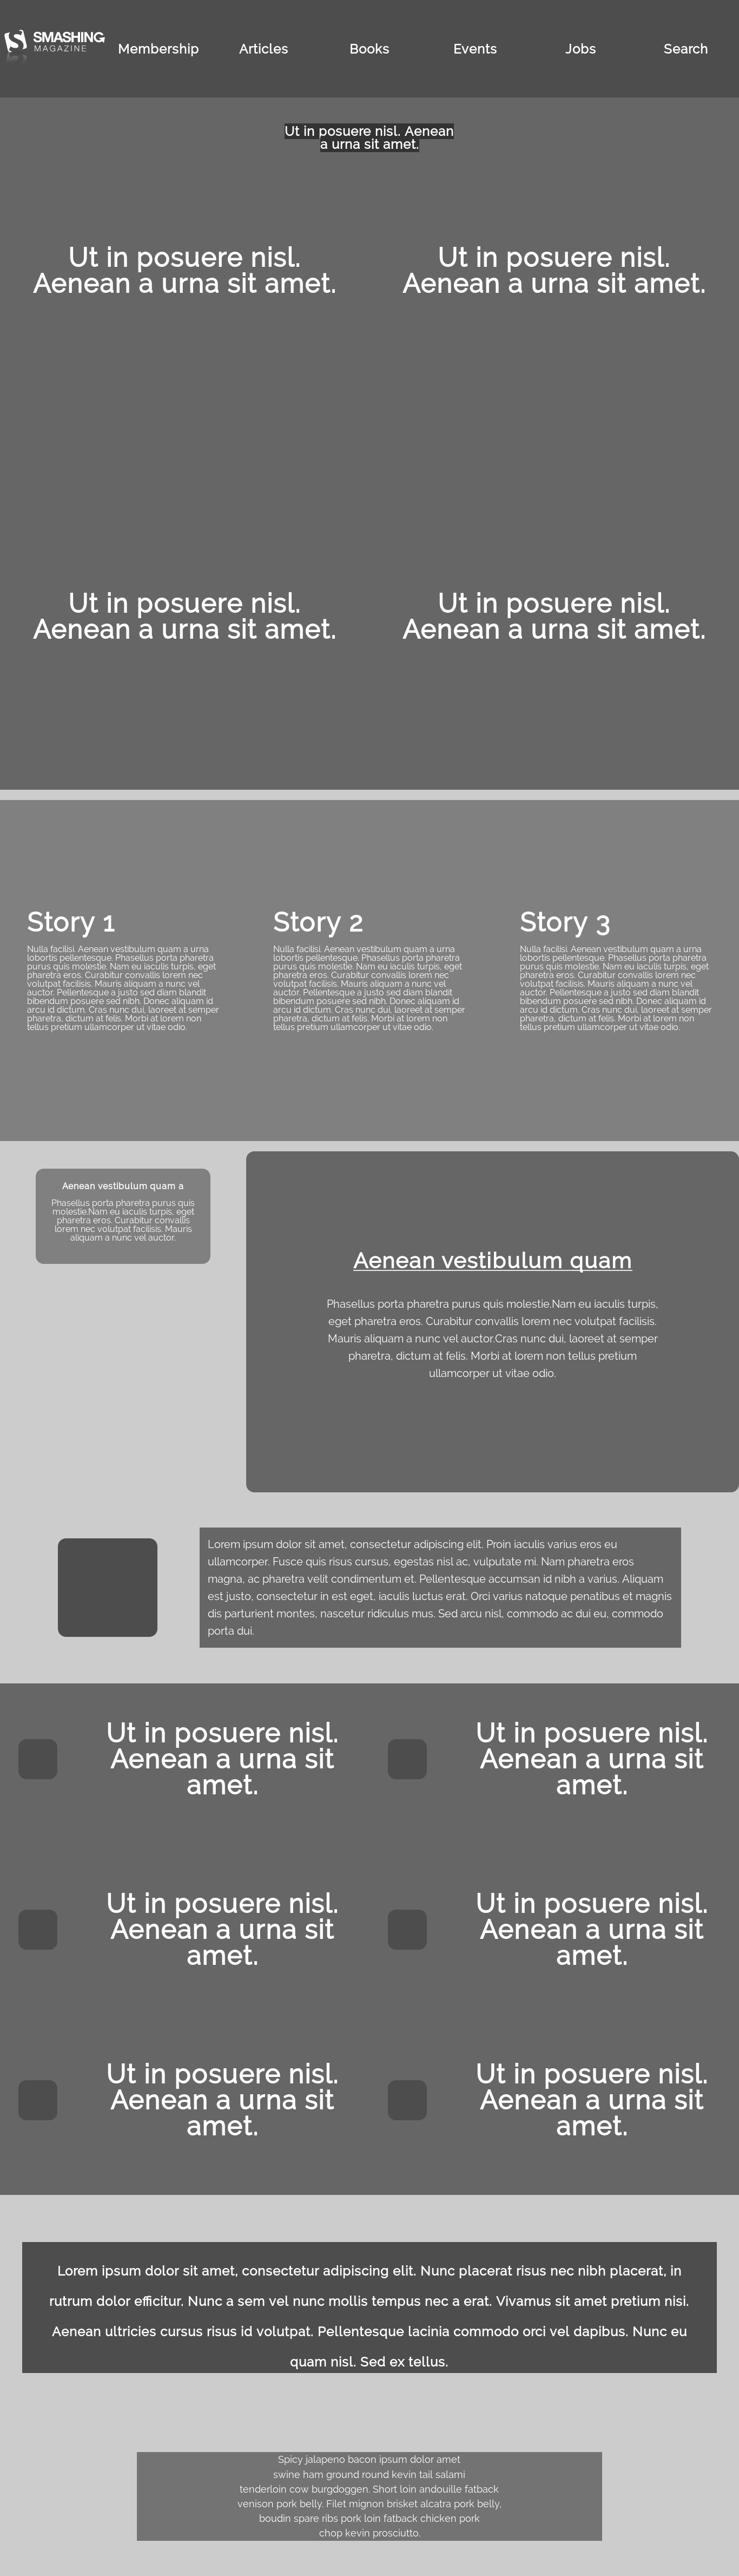 SMASHING
MAGAZINE
Membership Articles Books Events Jobs Search
Ut in posuere nisl. Aenean
a urna sit amet.
Ut in posuere nisl.
Aenean a urna sit amet.
Ut in posuere nisl.
Aenean a urna sit amet.
Ut in posuere nisl.
Aenean a urna sit amet.
Ut in posuere nisl.
Aenean a urna sit amet.
Story 1
Nulla facilisi. Aenean vestibulum quam a urna
lobortis pellentesque. Phasellus porta pharetra
purus quis molestie. Nam eu iaculis turpis, eget
pharetra eros. Curabitur convallis lorem nec
volutpat facilisis. Mauris aliquam a nunc vel
auctor. Pellentesque a justo sed diam blandit
bibendum posuere sed nibh. Donec aliquam id
arcu id dictum. Cras nunc dui, laoreet at semper
pharetra, dictum at felis. Morbi at lorem non
tellus pretium ullamcorper ut vitae odio.
Story 2
Nulla facilisi. Aenean vestibulum quam a urna
lobortis pellentesque. Phasellus porta pharetra
purus quis molestie. Nam eu iaculis turpis, eget
pharetra eros. Curabitur convallis lorem nec
volutpat facilisis. Mauris aliquam a nunc vel
auctor. Pellentesque a justo sed diam blandit
bibendum posuere sed nibh. Donec aliquam id
arcu id dictum. Cras nunc dui, laoreet at semper
pharetra, dictum at felis. Morbi at lorem non
tellus pretium ullamcorper ut vitae odio.
Story 3
Nulla facilisi. Aenean vestibulum quam a urna
lobortis pellentesque. Phasellus porta pharetra
purus quis molestie. Nam eu iaculis turpis, eget
pharetra eros. Curabitur convallis lorem nec
volutpat facilisis. Mauris aliquam a nunc vel
auctor. Pellentesque a justo sed diam blandit
bibendum posuere sed nibh. Donec aliquam id
arcu id dictum. Cras nunc dui, laoreet at semper
pharetra, dictum at felis. Morbi at lorem non
tellus pretium ullamcorper ut vitae odio.
Aenean vestibulum quam a
Phasellus porta pharetra purus quis
molestie.Nam eu iaculis turpis, eget
pharetra eros. Curabitur convallis
lorem nec volutpat facilisis. Mauris
aliquam a nunc vel auctor.
Aenean vestibulum quam
Phasellus porta pharetra purus quis molestie.Nam eu iaculis turpis,
eget pharetra eros. Curabitur convallis lorem nec volutpat facilisis.
Mauris aliquam a nunc vel auctor.Cras nunc dui, laoreet at semper
pharetra, dictum at felis. Morbi at lorem non tellus pretium
ullamcorper ut vitae odio.
Lorem ipsum dolor sit amet, consectetur adipiscing elit. Proin iaculis varius eros eu
ullamcorper. Fusce quis risus cursus, egestas nisl ac, vulputate mi. Nam pharetra eros
magna, ac pharetra velit condimentum et. Pellentesque accumsan id nibh a varius. Aliquam
est justo, consectetur in est eget, iaculis luctus erat. Orci varius natoque penatibus et magnis
dis parturient montes, nascetur ridiculus mus. Sed arcu nisl, commodo ac dui eu, commodo
porta dui.
Ut in posuere nisl.
Aenean a urna sit
amet.
Ut in posuere nisl.
Aenean a urna sit
amet.
Ut in posuere nisl.
Aenean a urna sit
amet.
Ut in posuere nisl.
Aenean a urna sit
amet.
Ut in posuere nisl.
Aenean a urna sit
amet.
Ut in posuere nisl.
Aenean a urna sit
amet.
Lorem ipsum dolor sit amet, consectetur adipiscing elit. Nunc placerat risus nec nibh placerat, in
rutrum dolor efficitur. Nunc a sem vel nunc mollis tempus nec a erat. Vivamus sit amet pretium nisi.
Aenean ultricies cursus risus id volutpat. Pellentesque lacinia commodo orci vel dapibus. Nunc eu
quam nisl. Sed ex tellus.
Spicy jalapeno bacon ipsum dolor amet
swine ham ground round kevin tail salami
tenderloin cow burgdoggen. Short loin andouille fatback
venison pork belly. Filet mignon brisket alcatra pork belly,
boudin spare ribs pork loin fatback chicken pork
chop kevin prosciutto.